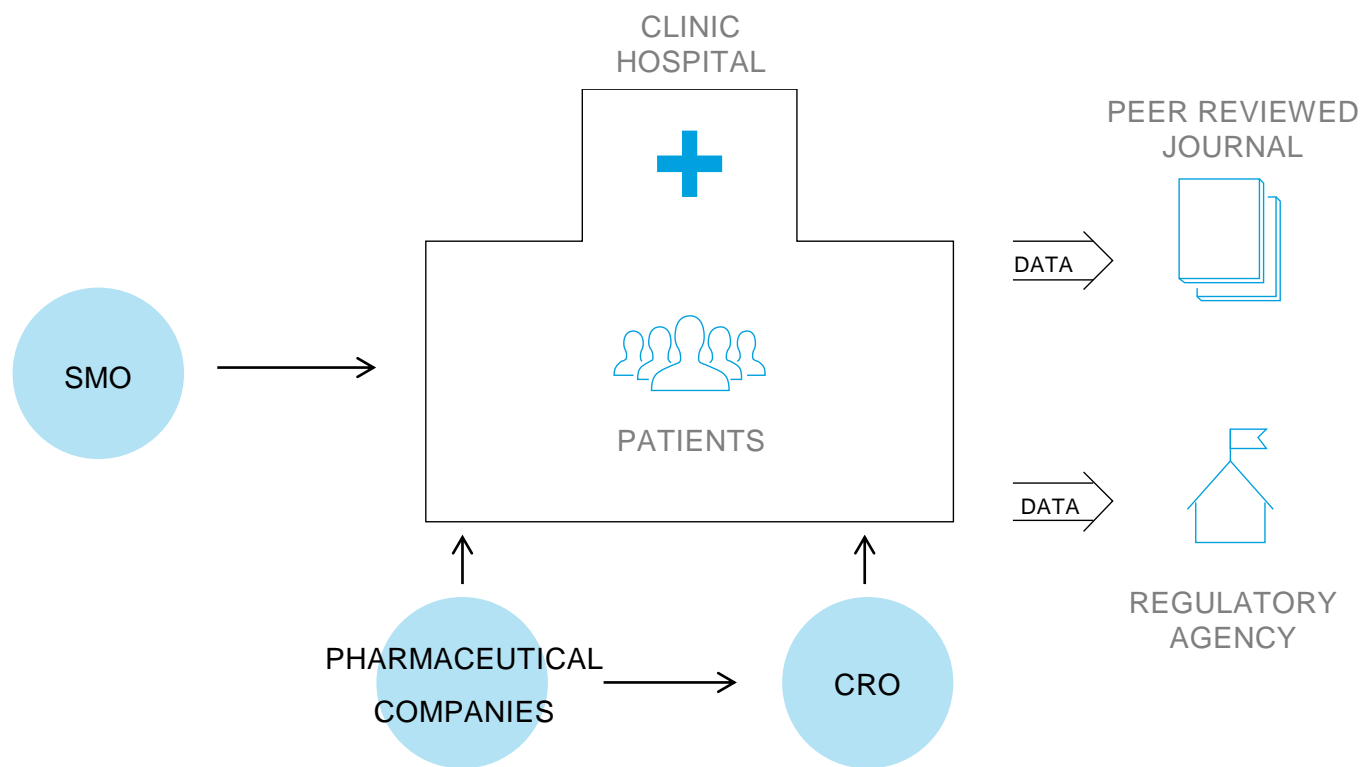 CLINIC
HOSPITAL
PEER REVIEWED
JOURNAL
DATA
SMO
PATIENTS
DATA
REGULATORY
AGENCY
PHARMACEUTICAL
COMPANIES
CRO